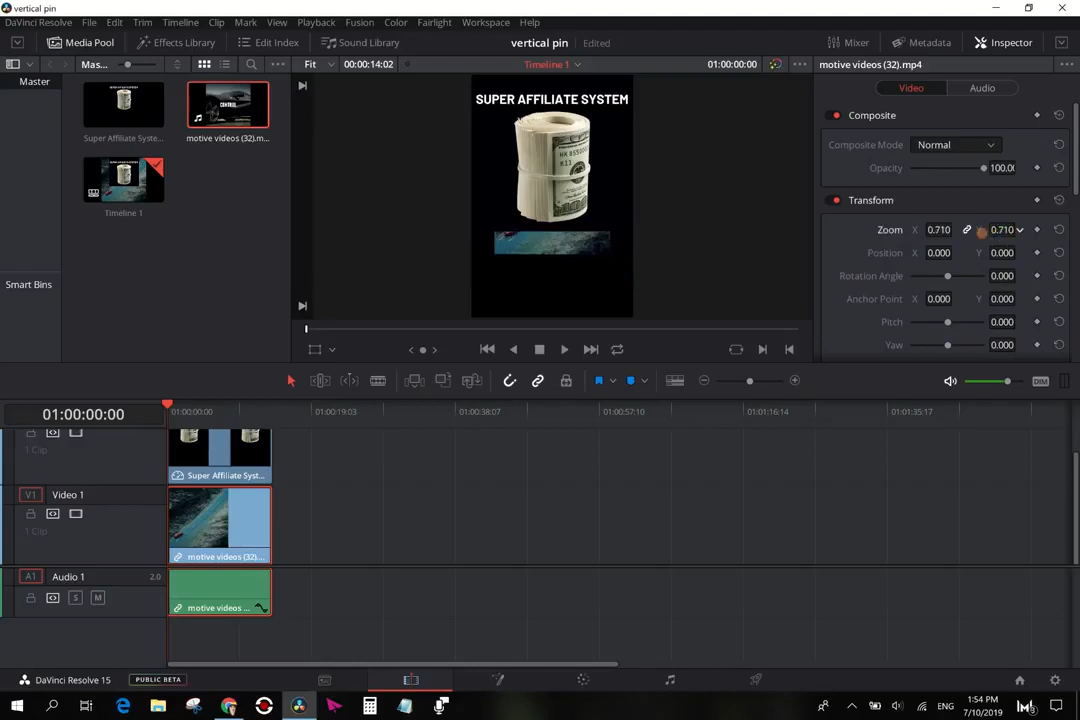 vertical pin
DaVinci Resolve File Edit Trim Timeline Clip Mark View Playback Fusion Color Fairlight Workspace Help
Media Pool Effects Library Edit Index Sound Library vertical pin Edited Mixer Metadata Inspector
Mas... Fit 00:00:14:02 Timeline 1 01:00:00:00 motive videos (32).mp4
Master
Super Affiliate Syste...
CONTROL
motive videos (32).m...
Timeline 1
Smart Bins
SUPER AFFILIATE SYSTEM
Video Audio
Composite
Composite Mode Normal
Opacity 100.00
Transform
Zoom X 0.710 0.710
Position X 0.000 Y 0.000
Rotation Angle 0.000
Anchor Point X 0.000 Y 0.000
Pitch 0.000
Yaw 0.000
DIM
01:00:00:00 01:00:00:00 01:00:19:03 01:00:38:07 01:00:57:10 01:01:16:14 01:01:35:17
1 Clip
Super Affiliate Syst...
V1 Video 1
1 Clip
motive videos (32)....
A1 Audio 1 2.0
S M
motive videos ...
DaVinci Resolve 15 PUBLIC BETA
ENG
1:54 PM
7/10/2019